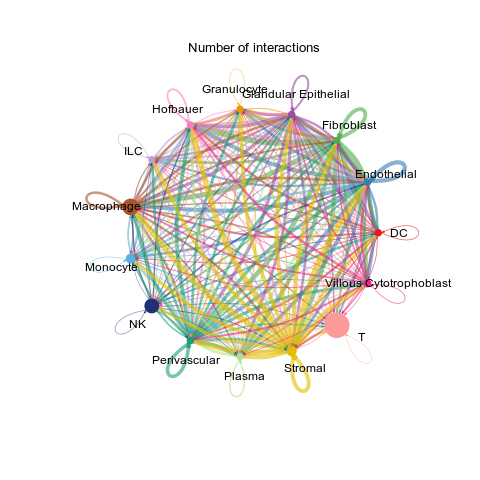 Number of interactions
Granulocyte
Glandular Epithelial
Hofbauer
Fibroblast
ILC
Endothelial
Macrophage
DC
Monocyte
Villous Cytotrophoblast
NK
T
Perivascular
Stromal
Plasma